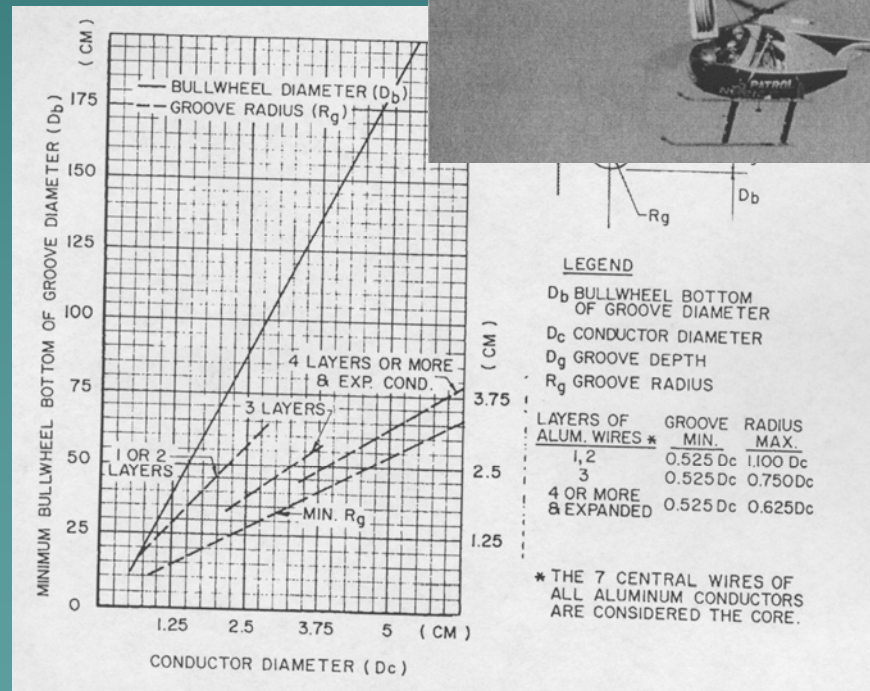 (CM)
MINIMUM BULLWHEEL BOTTOM OF GROOVE DIAMETER (Db)
175
150
125
100
75
50
25
0
BULLWHEEL DIAMETER (Db)
GROOVE RADIUS (Rg)
4 LAYERS OR MORE
& EXP. COND.
3 LAYERS
1 OR 2
LAYERS
MIN. Rg
(CM)
3.75
2.5
1.25
1.25 2.5 3.75 5 (CM)
CONDUCTOR DIAMETER (Dc)
PATROL
Rg
Db
LEGEND
Db BULLWHEEL BOTTOM
OF GROOVE DIAMETER
Dc CONDUCTOR DIAMETER
Dg GROOVE DEPTH
Rg GROOVE RADIUS
LAYERS OF GROOVE RADIUS
ALUM. WIRES * MIN. MAX.
1,2 0.525 Dc 1.100 Dc
3 0.525 Dc 0.750 Dc
4 OR MORE
& EXPANDED 0.525 Dc 0.625 Dc
* THE 7 CENTRAL WIRES OF
ALL ALUMINUM CONDUCTORS
ARE CONSIDERED THE CORE.